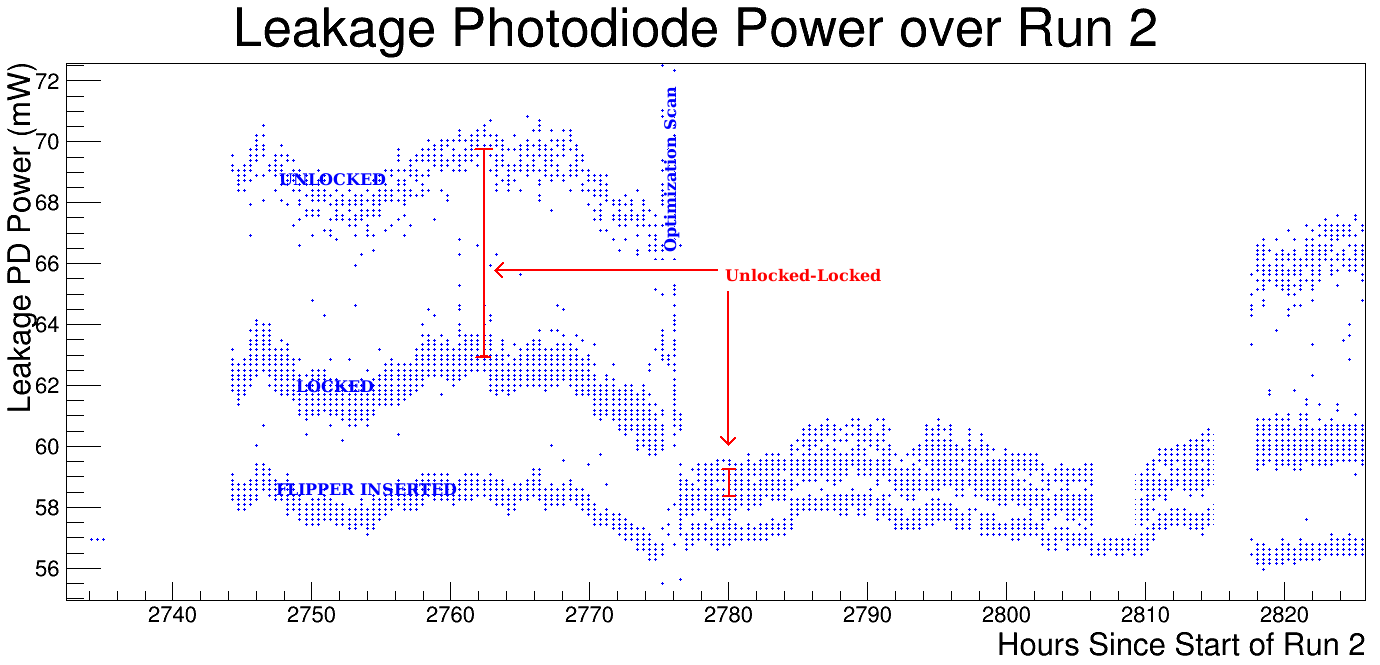 Leakage Photodiode Power over Run 2
Leakage PD Power (mW)
72
70
68
66
64
62
60
58
56
UNLOCKED
LOCKED
FLIPPER INSERTED
Optimization Scan
Unlocked-Locked
2740 2750 2760 2770 2780 2790 2800 2810 2820
Hours Since Start of Run 2